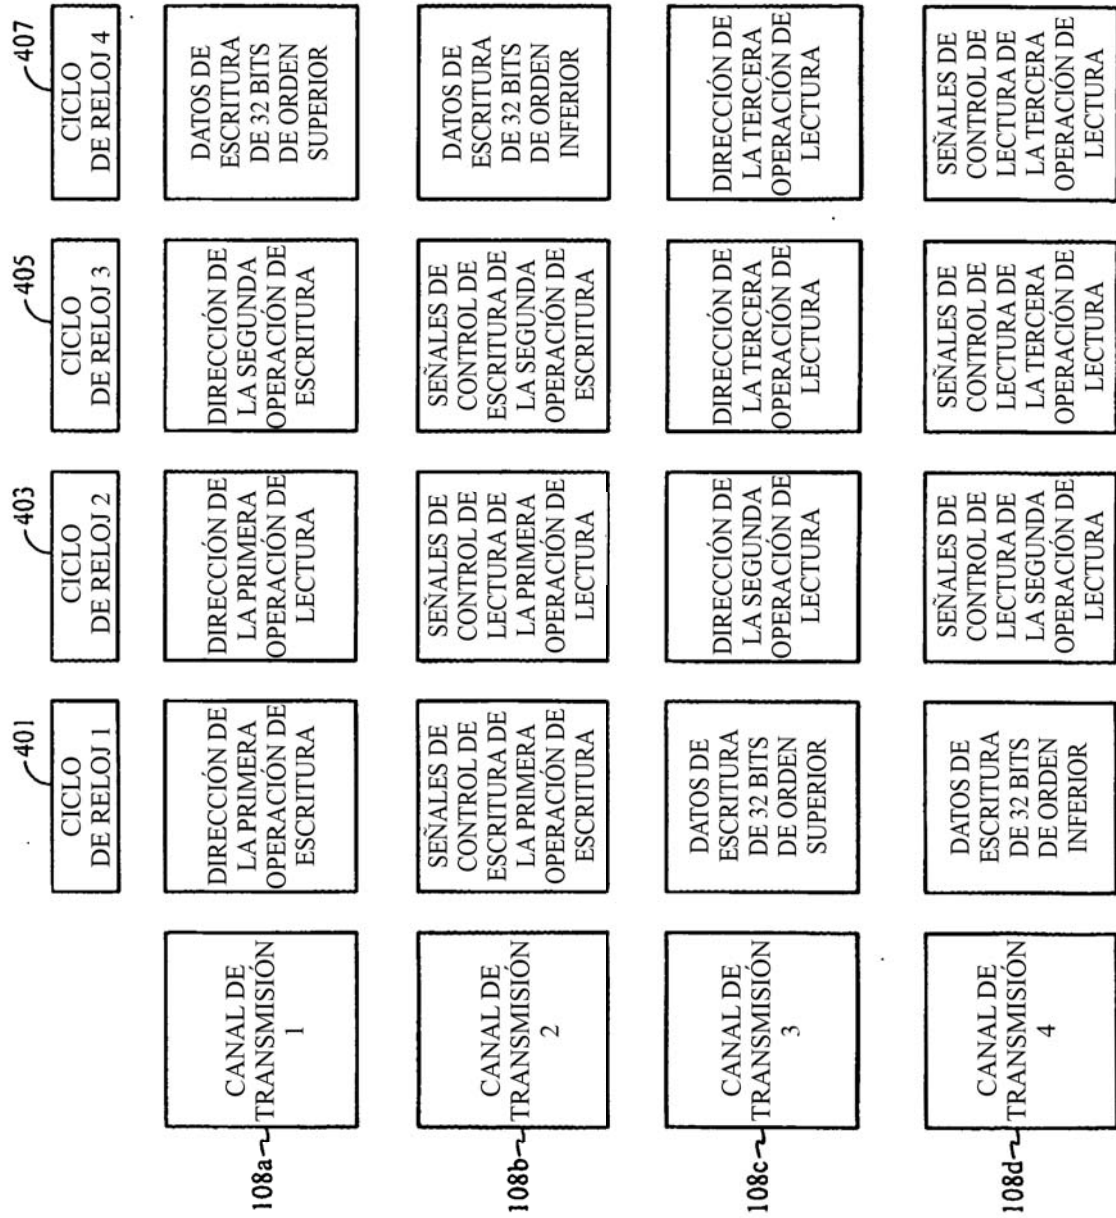 401
403
405
407
CICLO
DE RELOJ 1
CICLO
DE RELOJ 2
CICLO
DE RELOJ 3
CICLO
DE RELOJ 4
108a
CANAL DE
TRANSMISIÓN
1
DIRECCIÓN DE
LA PRIMERA
OPERACIÓN DE
ESCRITURA
DIRECCIÓN DE
LA PRIMERA
OPERACIÓN DE
LECTURA
DIRECCIÓN DE
LA SEGUNDA
OPERACIÓN DE
ESCRITURA
DATOS DE
ESCRITURA
DE 32 BITS
DE ORDEN
SUPERIOR
108b
CANAL DE
TRANSMISIÓN
2
SEÑALES DE
CONTROL DE
ESCRITURA DE
LA PRIMERA
OPERACIÓN DE
ESCRITURA
SEÑALES DE
CONTROL DE
LECTURA DE
LA PRIMERA
OPERACIÓN DE
LECTURA
SEÑALES DE
CONTROL DE
ESCRITURA DE
LA SEGUNDA
OPERACIÓN DE
ESCRITURA
DATOS DE
ESCRITURA
DE 32 BITS
DE ORDEN
INFERIOR
108c
CANAL DE
TRANSMISIÓN
3
DATOS DE
ESCRITURA
DE 32 BITS
DE ORDEN
SUPERIOR
DIRECCIÓN DE
LA SEGUNDA
OPERACIÓN DE
LECTURA
DIRECCIÓN DE
LA TERCERA
OPERACIÓN DE
LECTURA
DIRECCIÓN DE
LA TERCERA
OPERACIÓN DE
LECTURA
108d
CANAL DE
TRANSMISIÓN
4
DATOS DE
ESCRITURA
DE 32 BITS
DE ORDEN
INFERIOR
SEÑALES DE
CONTROL DE
LECTURA DE
LA SEGUNDA
OPERACIÓN DE
LECTURA
SEÑALES DE
CONTROL DE
LECTURA DE
LA TERCERA
OPERACIÓN DE
LECTURA
SEÑALES DE
CONTROL DE
LECTURA DE
LA TERCERA
OPERACIÓN DE
LECTURA